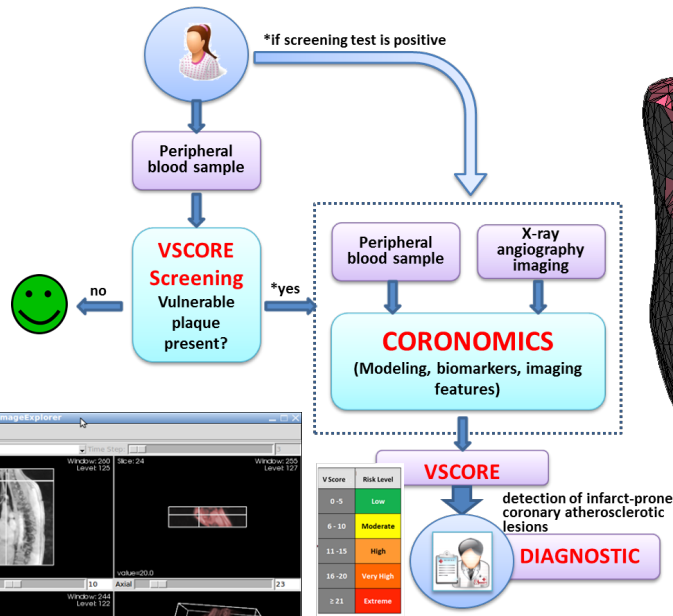 *if screening test is positive
Peripheral
blood sample
VSCORE
Screening
Vulnerable
plaque
present?
no
*yes
Peripheral
blood sample
X-ray
angiography
imaging
CORONOMICS
(Modeling, biomarkers, imaging
features)
VSCORE
detection of infarct-prone
coronary atherosclerotic
lesions
DIAGNOSTIC
V Score Risk Level
0 -5 Low
6 - 10 Moderate
11 -15 High
16 -20 Very High
≥ 21 Extreme
mageExplorer
Time Step:
Window: 260
Level: 125
Slice: 24
Window: 255
Level: 127
value=20.0
10 Axial 23
Window: 244
Level: 122